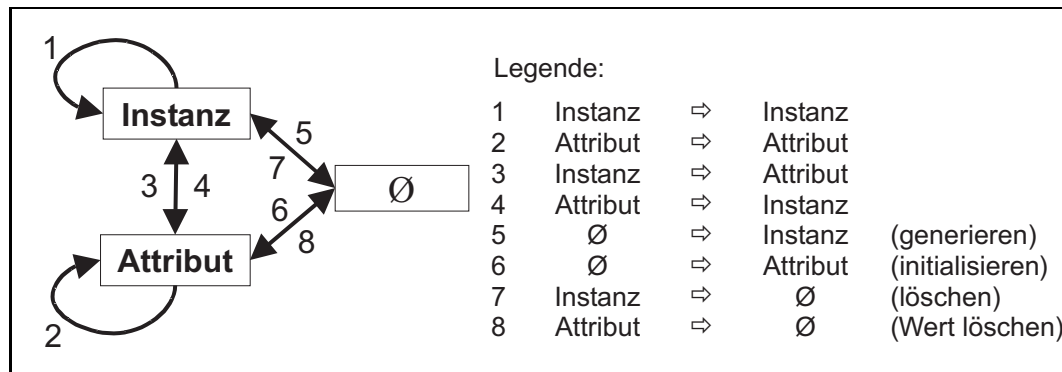 1
Instanz
5
7
3 4
Ø
6
8
Attribut
2
Legende:
1 Instanz ⇨ Instanz
2 Attribut ⇨ Attribut
3 Instanz ⇨ Attribut
4 Attribut ⇨ Instanz
5 Ø ⇨ Instanz (generieren)
6 Ø ⇨ Attribut (initialisieren)
7 Instanz ⇨ Ø (löschen)
8 Attribut ⇨ Ø (Wert löschen)